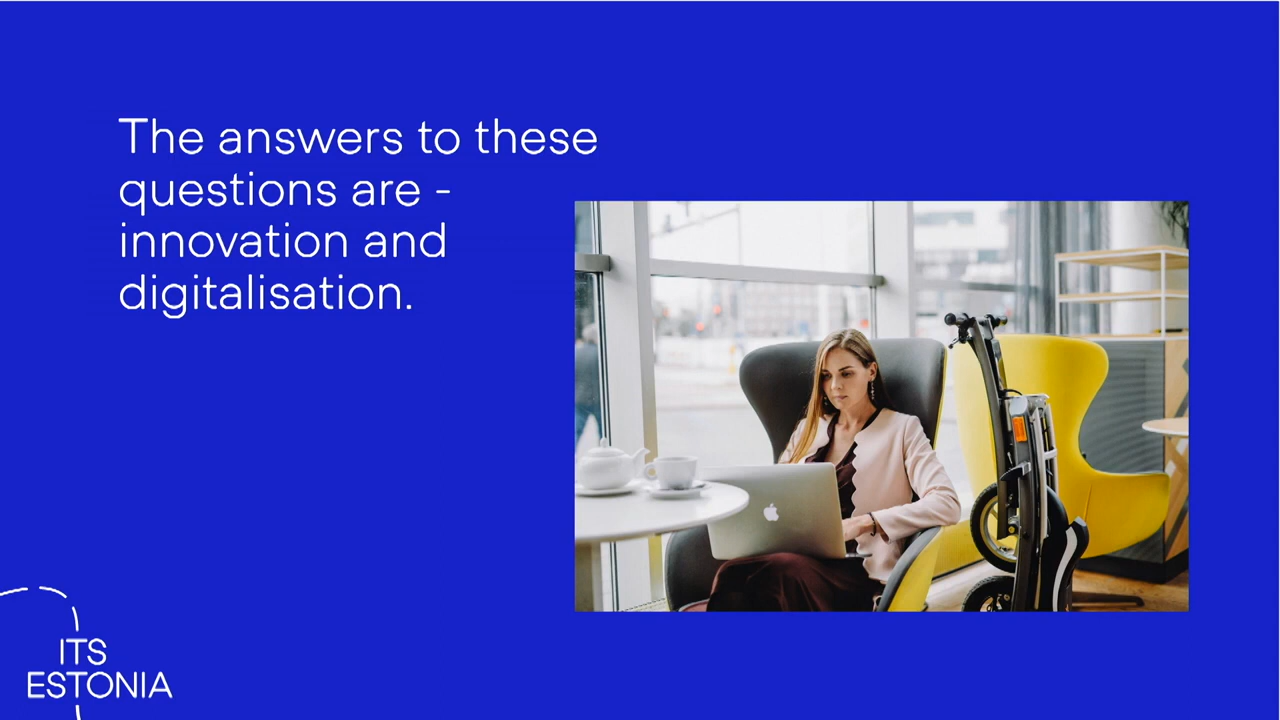 The answers to these
questions are -
innovation and
digitalisation.
ITS
ESTONIA